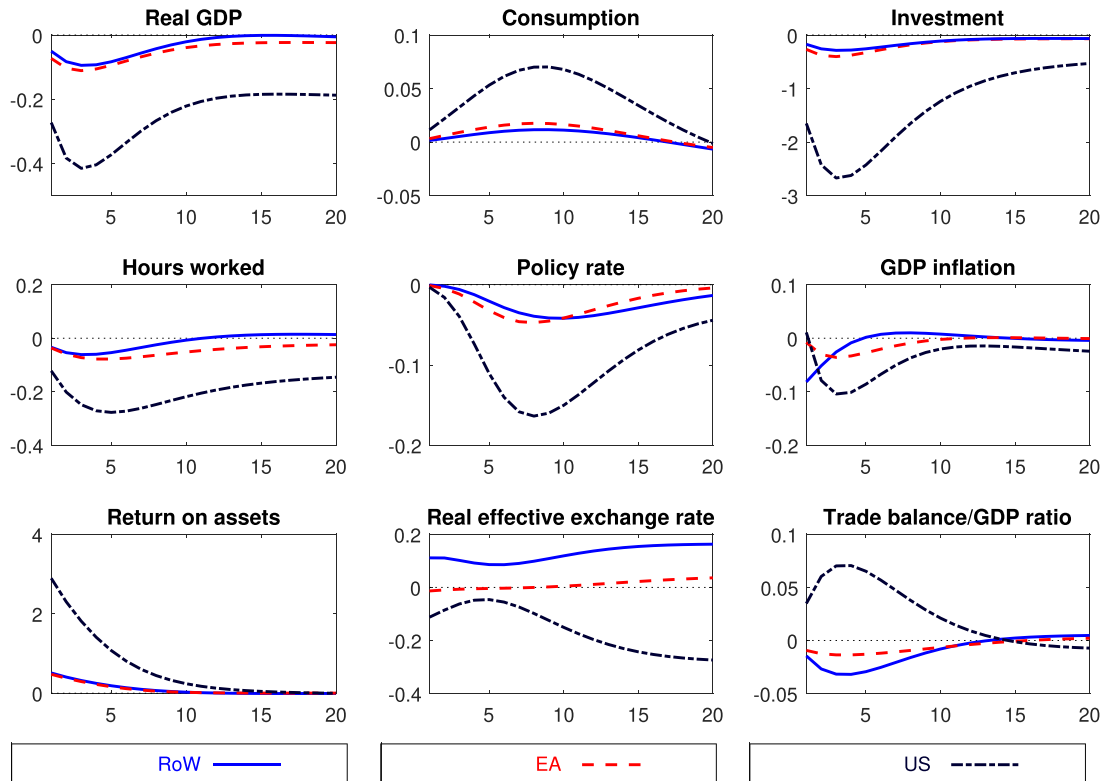 Real GDP
Consumption
Investment
0
-0.2
-0.4
5 10 15 20
0.1
0.05
0
-0.05
5 10 15 20
0
-1
-2
-3
5 10 15 20
Hours worked
Policy rate
GDP inflation
0.2
0
-0.2
-0.4
5 10 15 20
0
-0.1
-0.2
5 10 15 20
0.1
0
-0.1
-0.2
5 10 15 20
Return on assets
Real effective exchange rate
Trade balance/GDP ratio
4
2
0
5 10 15 20
0.2
0
-0.2
-0.4
5 10 15 20
0.1
0.05
0
-0.05
5 10 15 20
RoW
EA
US